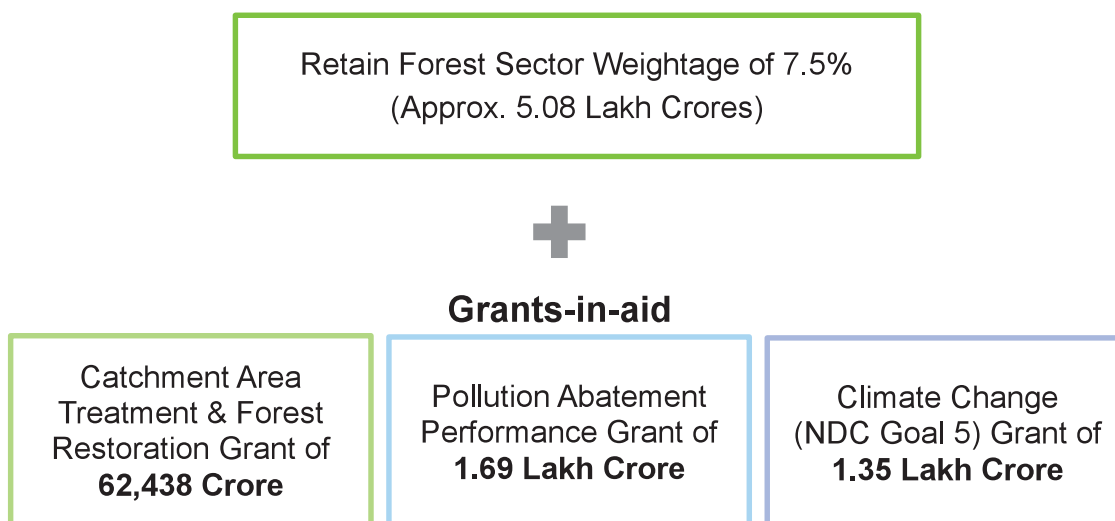 Retain Forest Sector Weightage of 7.5%
(Approx. 5.08 Lakh Crores)
Grants-in-aid
Catchment Area
Treatment & Forest
Restoration Grant of
62,438 Crore
Pollution Abatement
Performance Grant of
1.69 Lakh Crore
Climate Change
(NDC Goal 5) Grant of
1.35 Lakh Crore